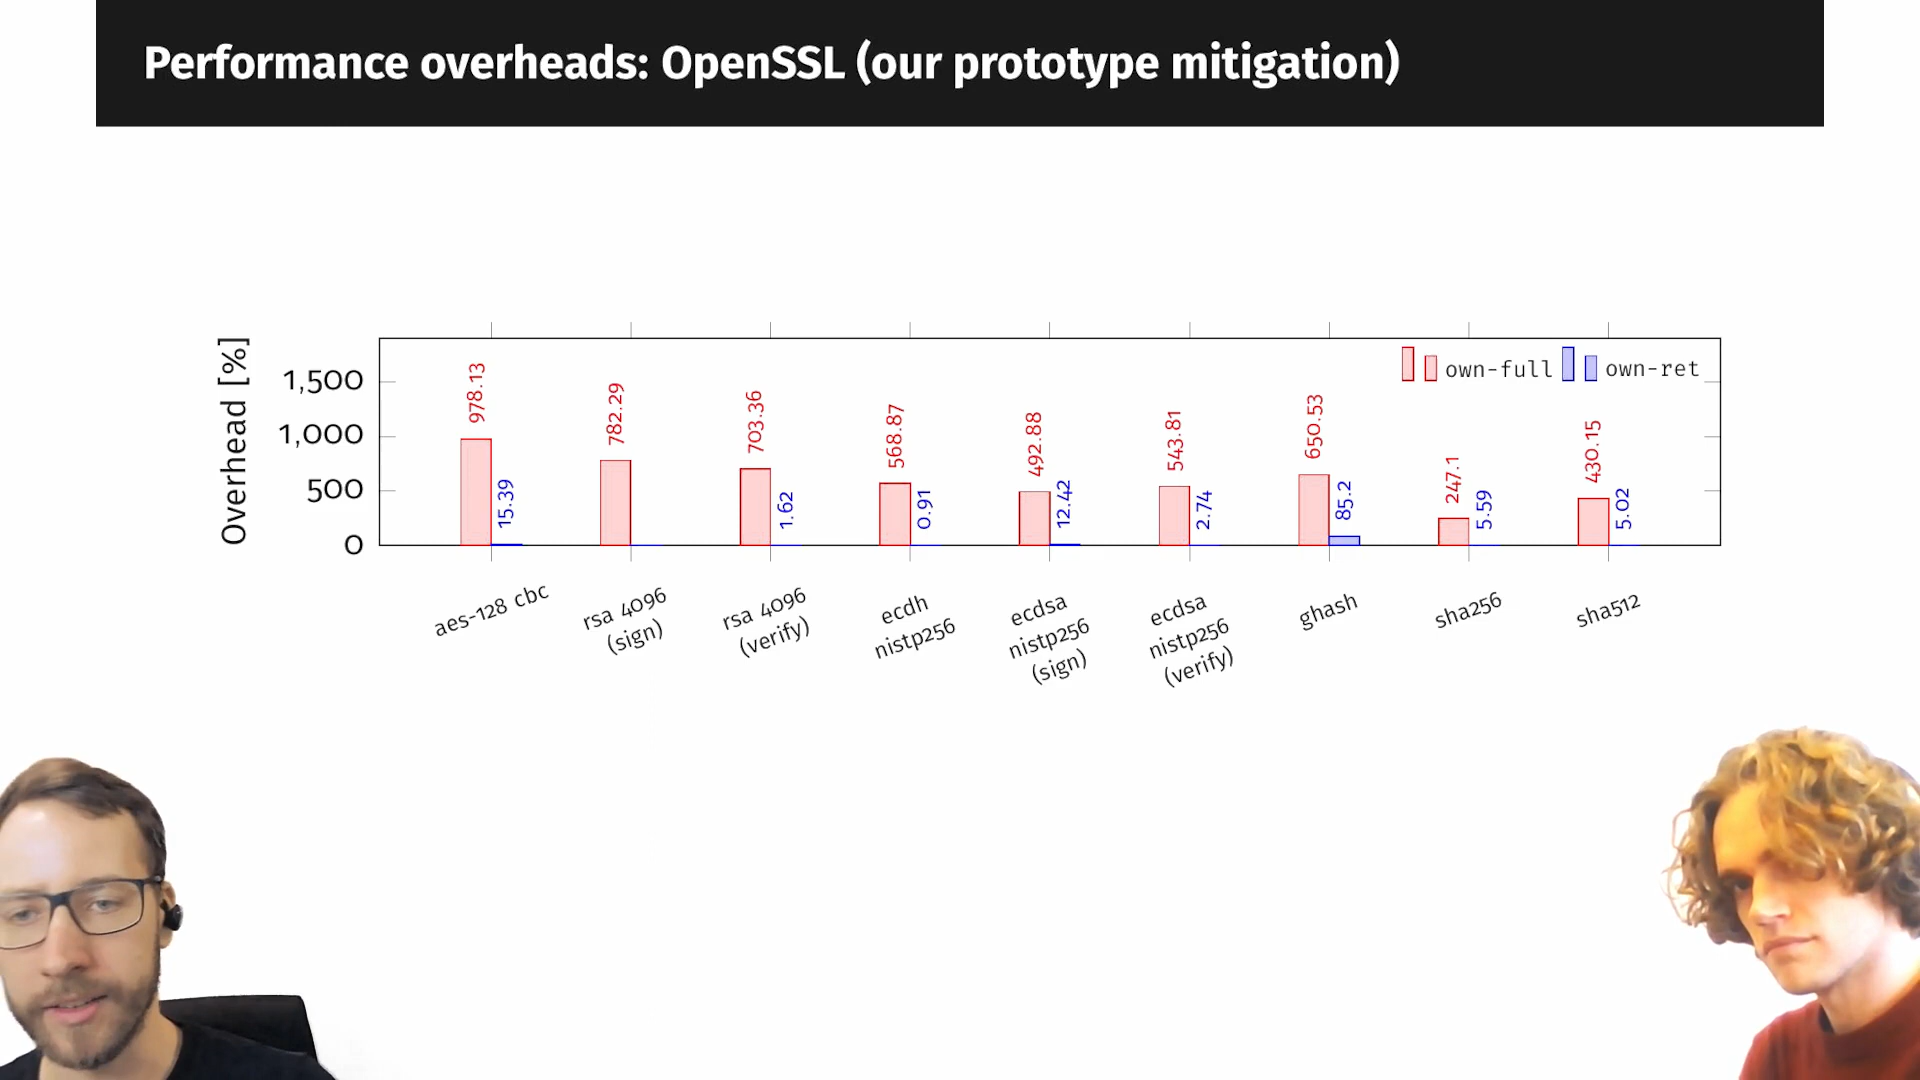 Performance overheads: OpenSSL (our prototype mitigation)
Overhead [%]
1,500
1,000
500
0
own-full own-ret
978.13
15.39
782.29
703.36
1.62
568.87
0.91
492.88
12.42
543.81
2.74
650.53
85.2
247.1
5.59
430.15
5.02
aes-128 cbc
rsa 4096
(sign)
rsa 4096
(verify)
ecdh
nistp256
ecdsa
nistp256
(sign)
ecdsa
nistp256
(verify)
ghash
sha256
sha512